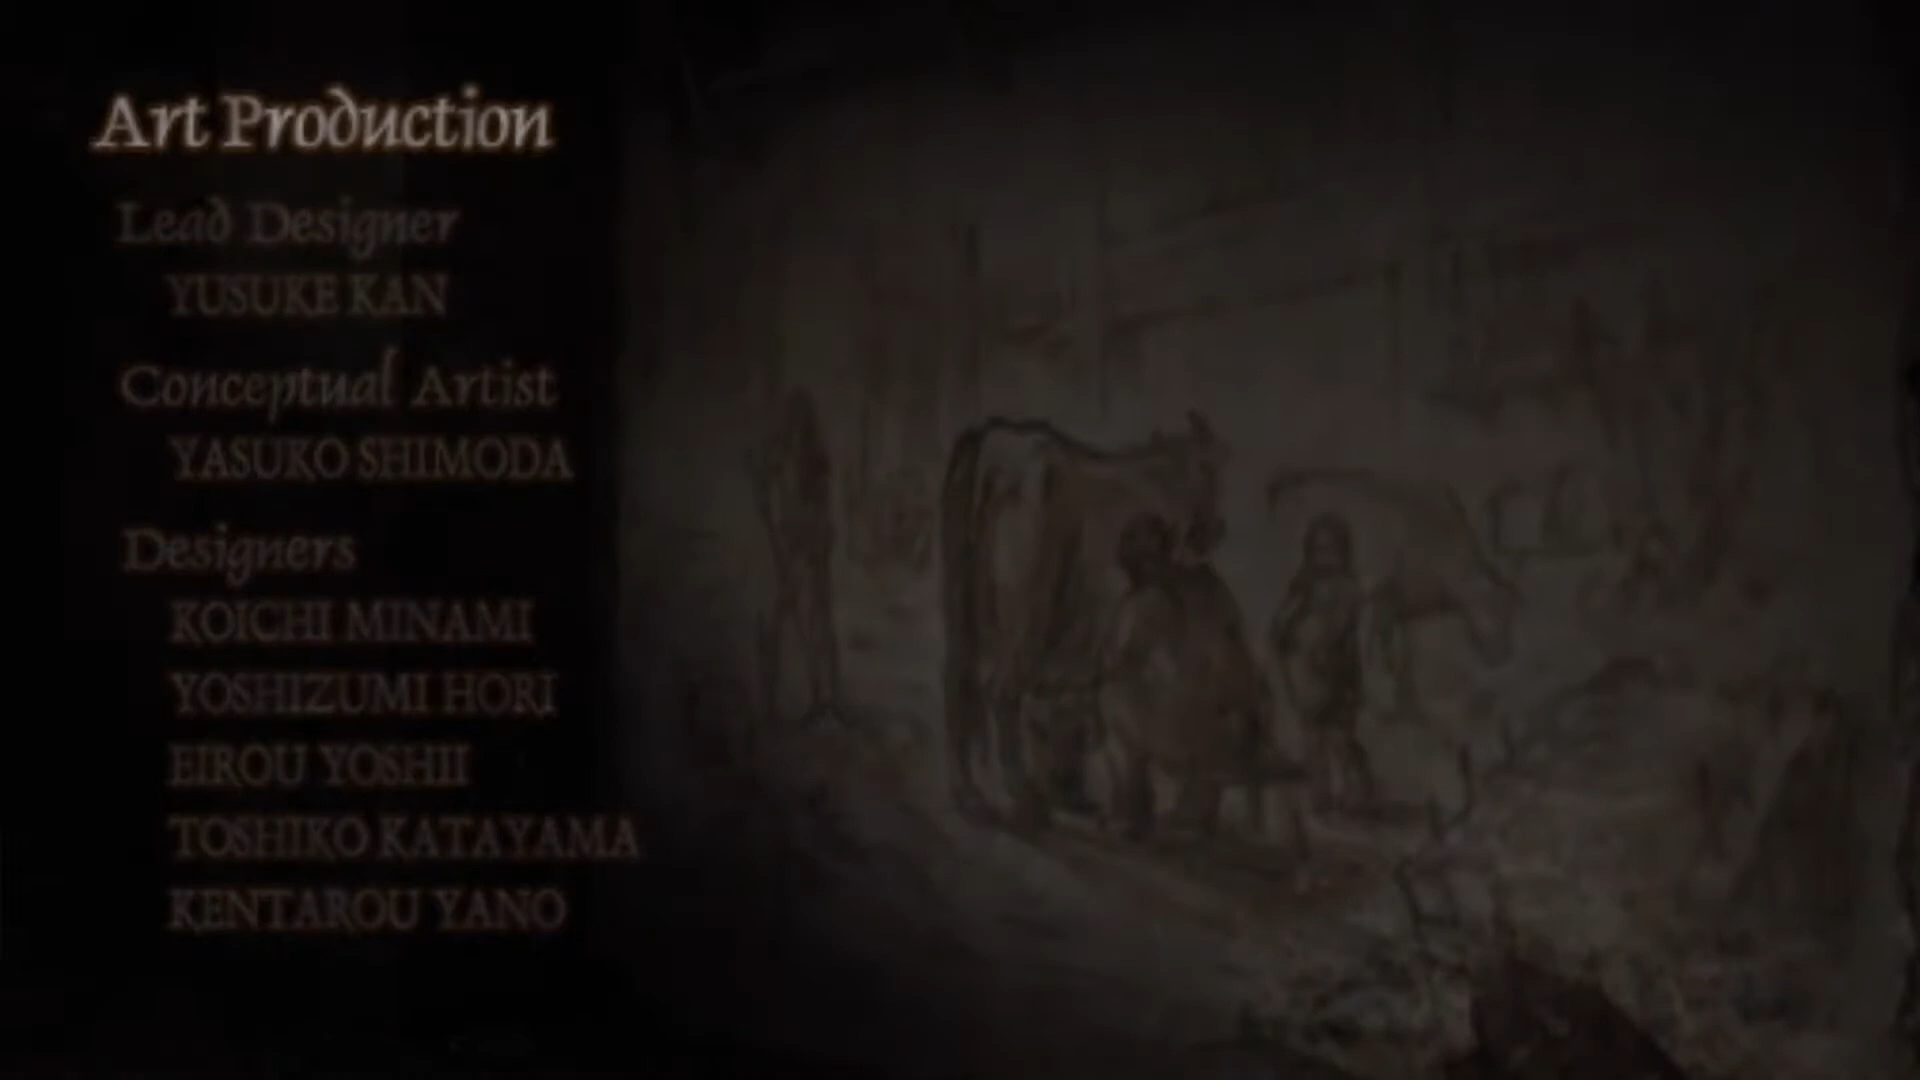 Art Production
Lead Designer
YUSUKE KAN
Conceptual Artist
YASUKO SHIMODA
Designers
KOICHI MINAMI
YOSHIZUMI HORI
EIROU YOSHII
TOSHIKO KATAYAMA
KENTAROU YANO